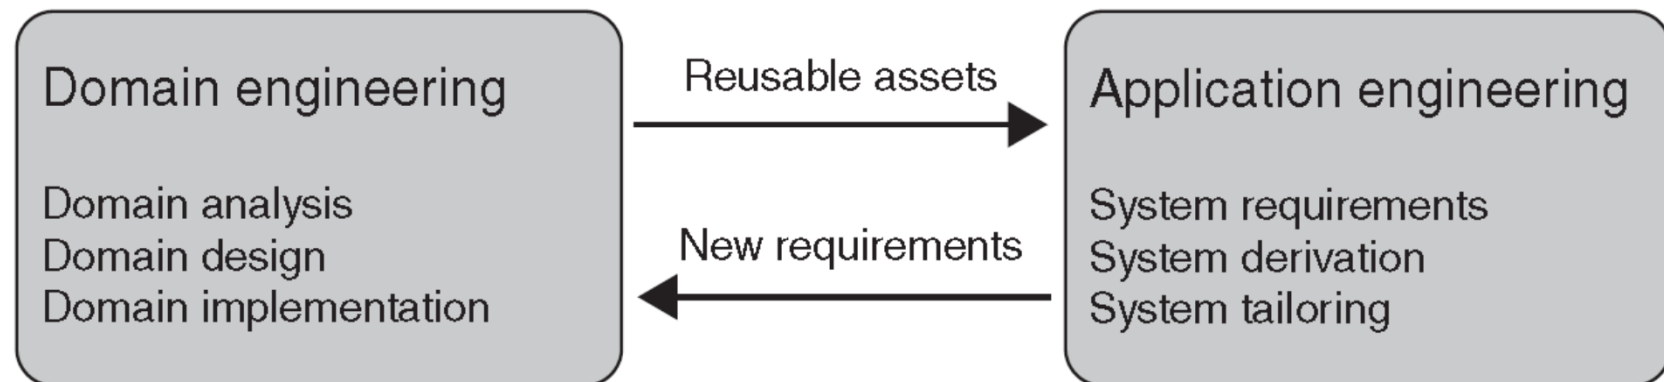 Domain engineering
Domain analysis
Domain design
Domain implementation
Reusable assets
New requirements
Application engineering
System requirements
System derivation
System tailoring